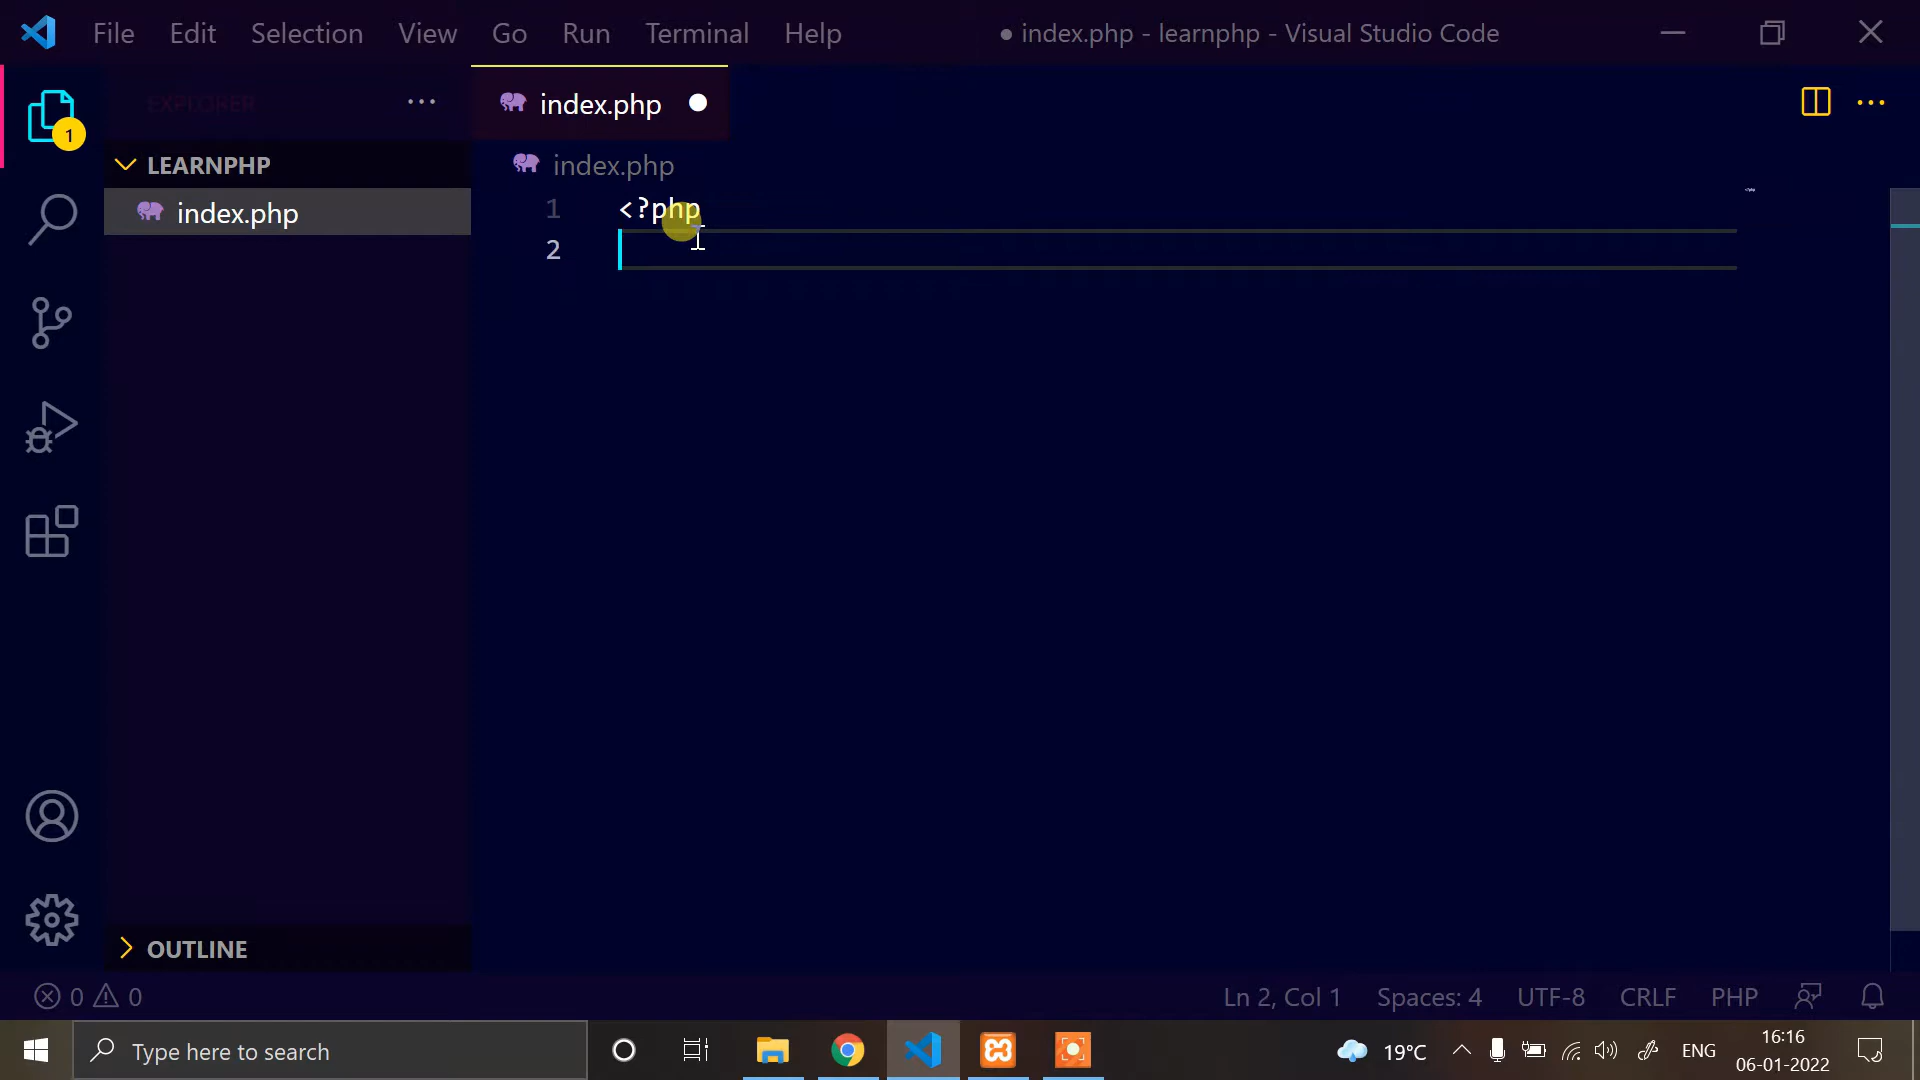 File Edit Selection View Go Run Terminal Help ● index.php - learnphp - Visual Studio Code
EXPLORER
index.php
1
LEARNPHP
index.php
index.php
1 <?php
2
OUTLINE
0 0
Ln 2, Col 1 Spaces: 4 UTF-8 CRLF PHP
Type here to search
19°C
ENG
16:16
06-01-2022